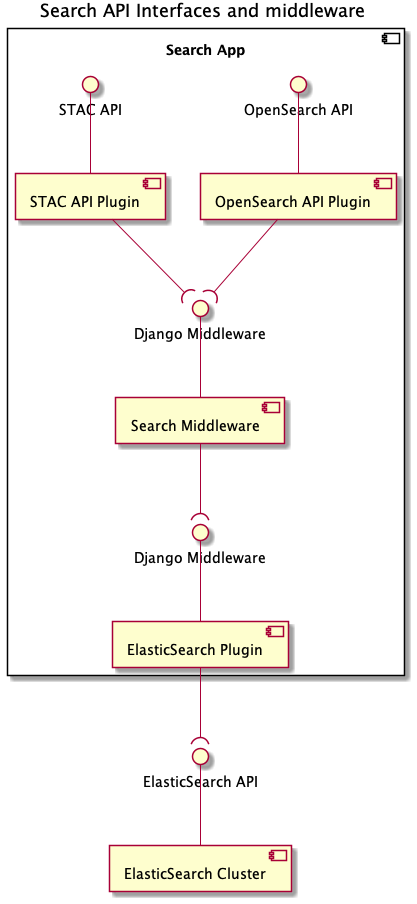 Search API Interfaces and middleware
Search App
STAC API
OpenSearch API
STAC API Plugin
OpenSearch API Plugin
Django Middleware
Search Middleware
Django Middleware
ElasticSearch Plugin
ElasticSearch API
ElasticSearch Cluster